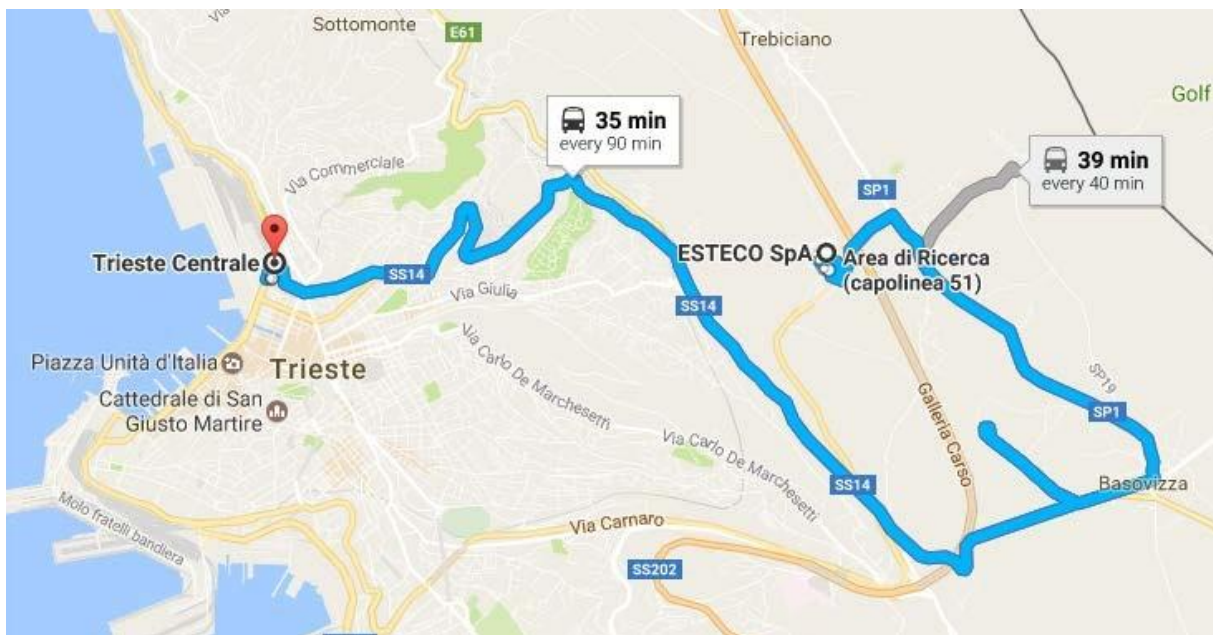 Sottomonte
E61
Trebiciano
Golf
35 min
every 90 min
39 min
every 40 min
Via Commerciale
SP1
ESTECO SpA
Area di Ricerca
(capolinea 51)
Trieste Centrale
SS14
Via Giulia
SS14
Piazza Unità d'Italia
Trieste
Via Carlo De Marchesetti
Cattedrale di San
Giusto Martire
Galleria Carso
SP19
SP1
Via Carlo De Marchesetti
SS14
Basovizza
Molo fratelli bandiera
Via Carnaro
SS202